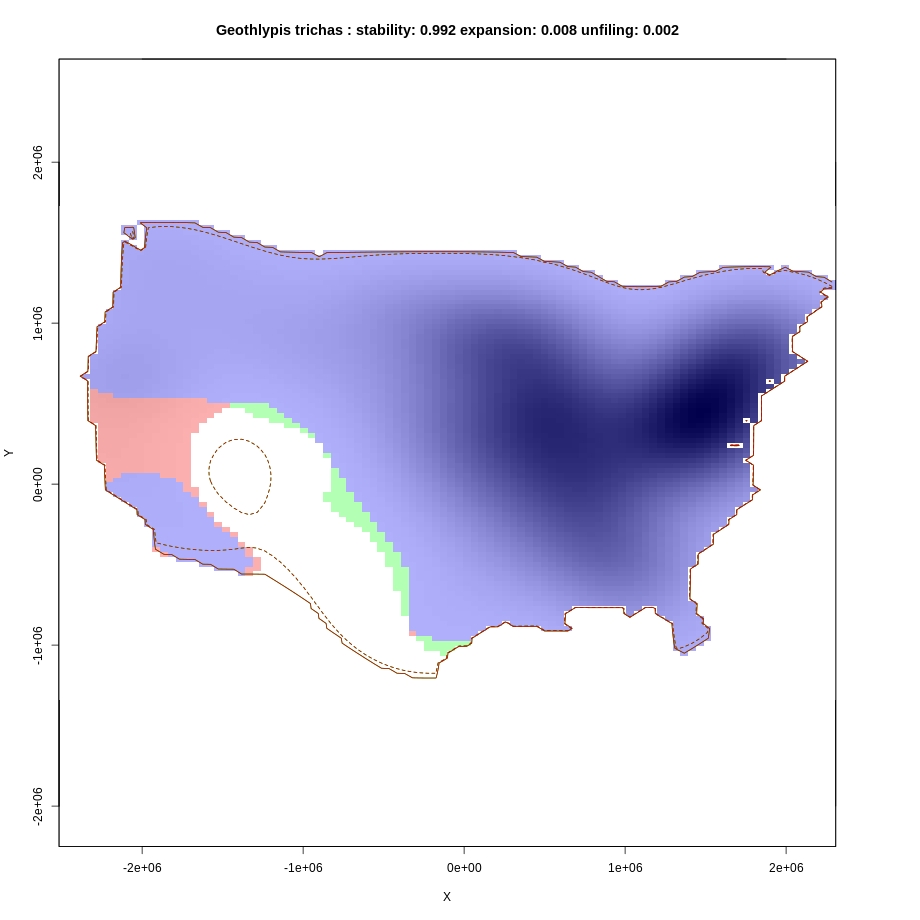 Geothlypis trichas : stability: 0.992 expansion: 0.008 unfiling: 0.002
2e+06
1e+06
0e+00
-1e+06
-2e+06
Y
-2e+06 -1e+06 0e+00 1e+06 2e+06
X